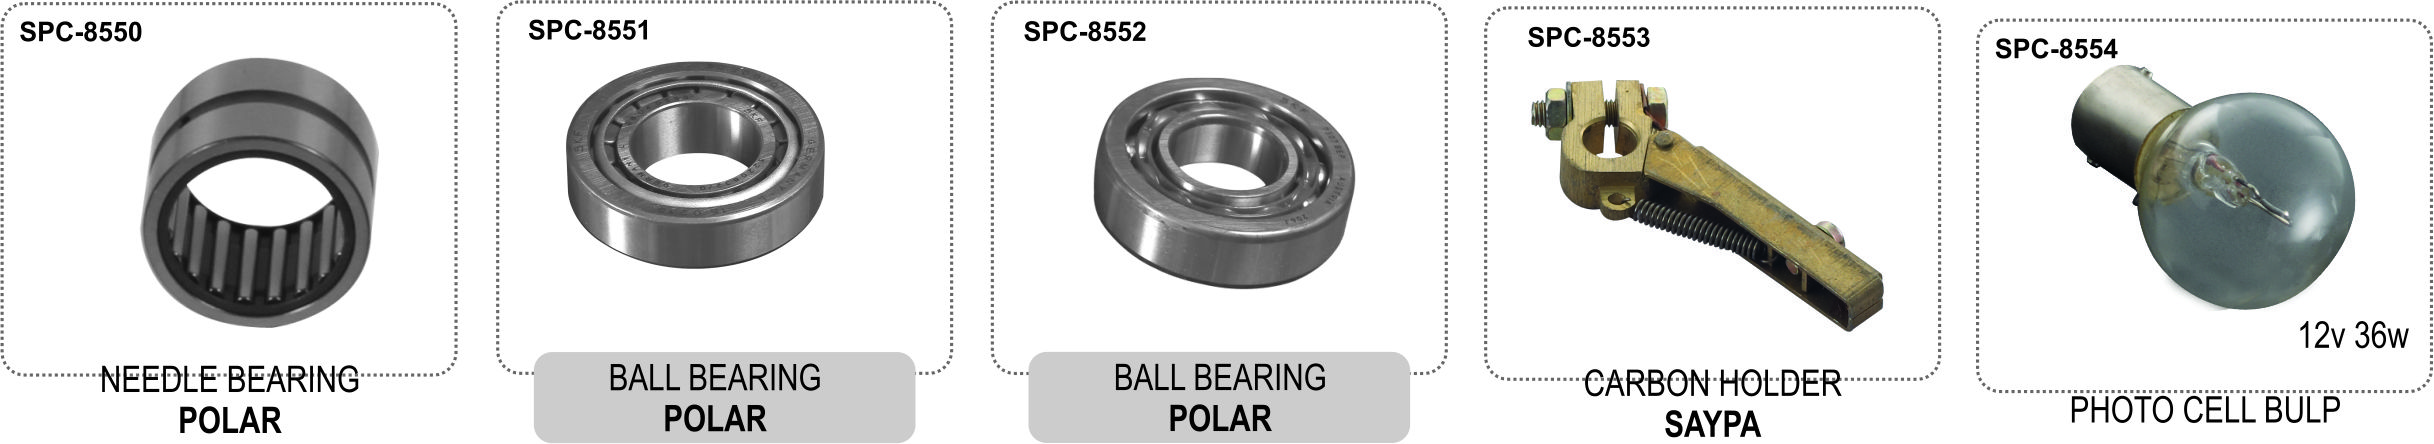 SPC-8550
NEEDLE BEARING
POLAR
SPC-8551
BALL BEARING
POLAR
SPC-8552
BALL BEARING
POLAR
SPC-8553
CARBON HOLDER
SAYPA
SPC-8554
12v 36w
PHOTO CELL BULP